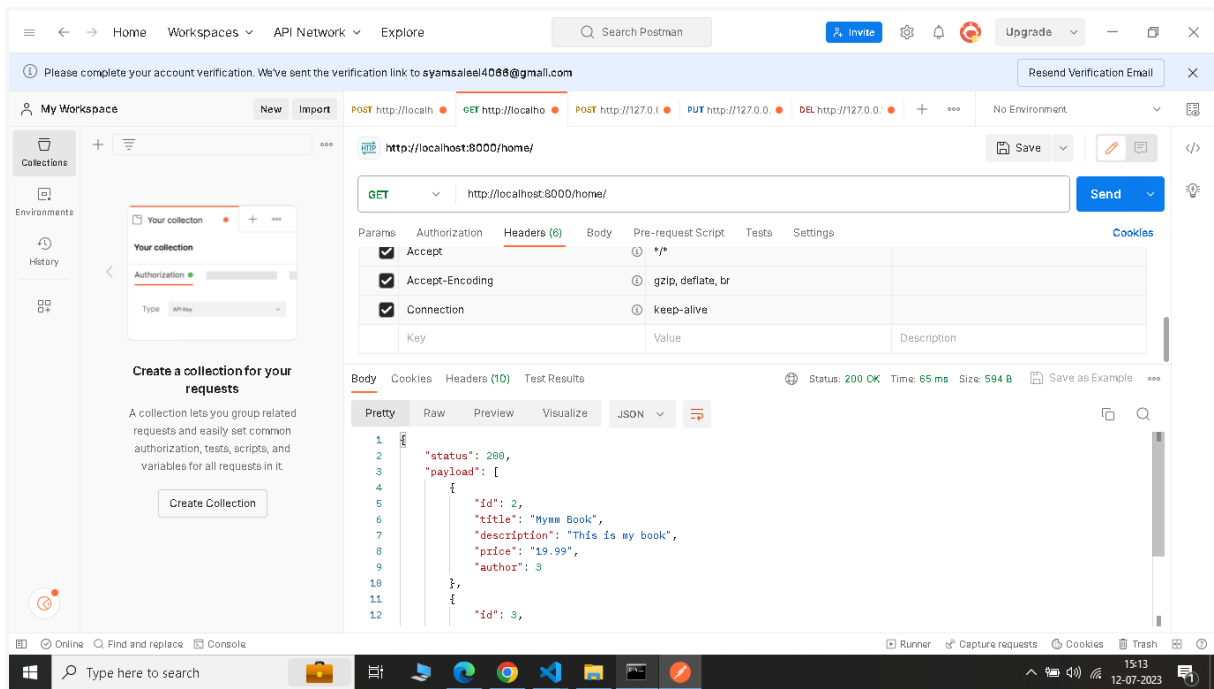 Home Workspaces API Network Explore Search Postman Invite Upgrade
Please complete your account verification. We've sent the verification link to syamsaleel4066@gmail.com Resend Verification Email
My Workspace New Import POST http://localh GET http://localho POST http://127.0.( PUT http://127.0.0. DEL http://127.0.0.' No Environment
Collections
Environments
History
HTTP http://localhost:8000/home/ Save
GET http://localhost:8000/home/ Send
Params Authorization Headers (6) Body Pre-request Script Tests Settings Cookies
Accept */*
Accept-Encoding gzip, deflate, br
Connection keep-alive
Key Value Description
Your collecton
Your collection
Authorization
Type API Key
Create a collection for your
requests
A collection lets you group related
requests and easily set common
authorization, tests, scripts, and
variables for all requests in it.
Create Collection
Body Cookies Headers (10) Test Results Status: 200 OK Time: 65 ms Size: 594 B Save as Example
Pretty Raw Preview Visualize JSON
1 {
2 "status": 200,
3 "payload": [
4 {
5 "id": 2,
6 "title": "Mymm Book",
7 "description": "This is my book",
8 "price": "19.99",
9 "author": 3
10 },
11 {
12 "id": 3,
Online Find and replace Console Runner Capture requests Cookies Trash
Type here to search 15:13
12-07-2023
1